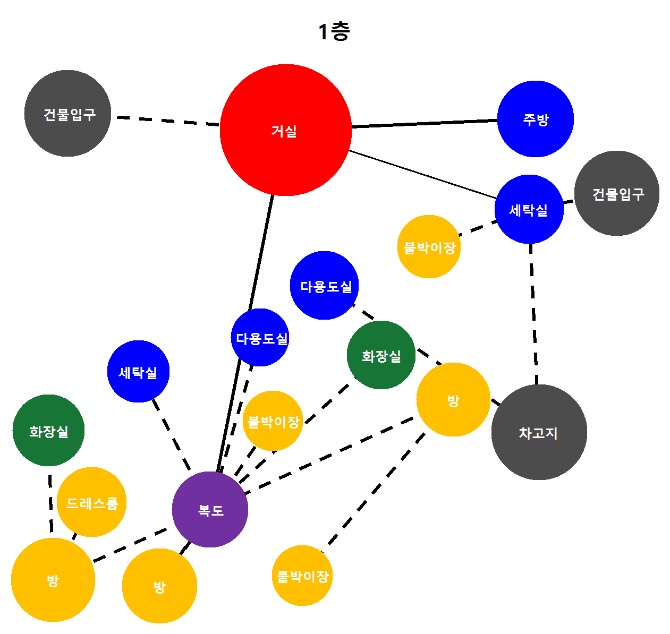 1층
건물입구
거실
주방
건물입구
세탁실
붙박이장
다용도실
다용도실
화장실
세탁실
방
붙박이장
화장실
차고지
드레스룸
복도
방
방
붙박이장